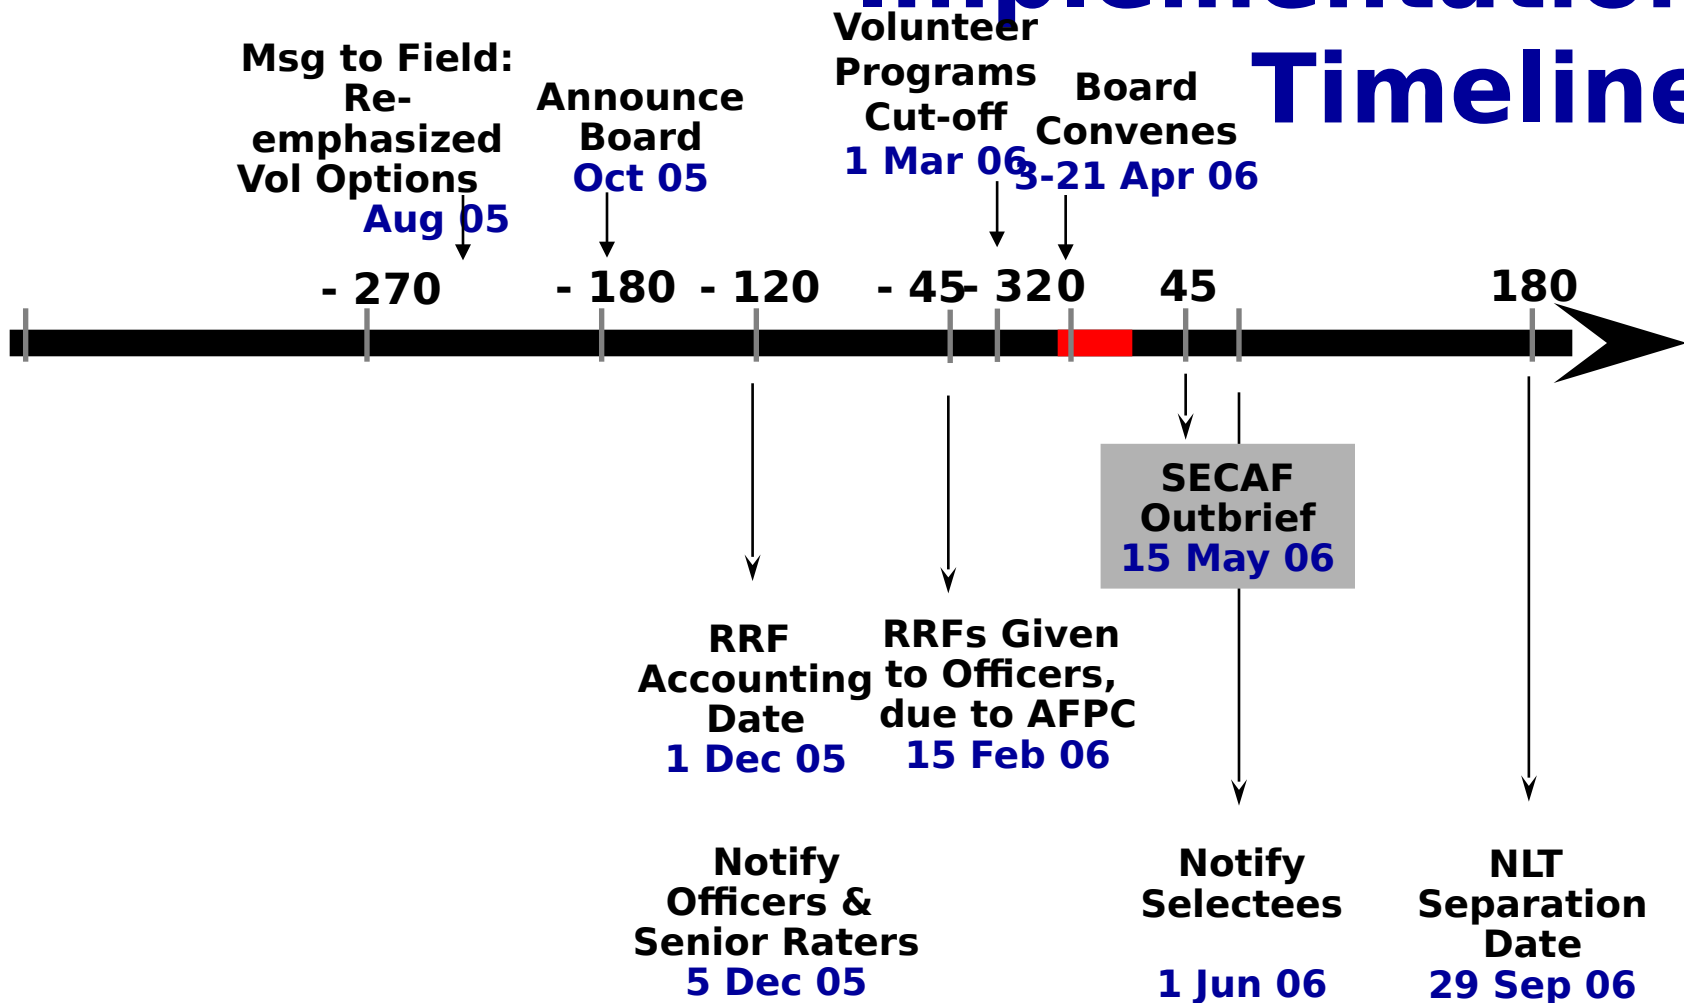 Implementation
Timeline
Msg to Field:
Re-
emphasized
Vol Options
Aug 05
Announce
Board
Oct 05
Volunteer
Programs
Cut-off
1 Mar 06
Board
Convenes
3-21 Apr 06
- 270
- 180
- 120
- 45
- 32
0
45
180
SECAF
Outbrief
15 May 06
RRF
Accounting
Date
1 Dec 05
RRFs Given
to Officers,
due to AFPC
15 Feb 06
Notify
Officers &
Senior Raters
5 Dec 05
Notify
Selectees
1 Jun 06
NLT
Separation
Date
29 Sep 06